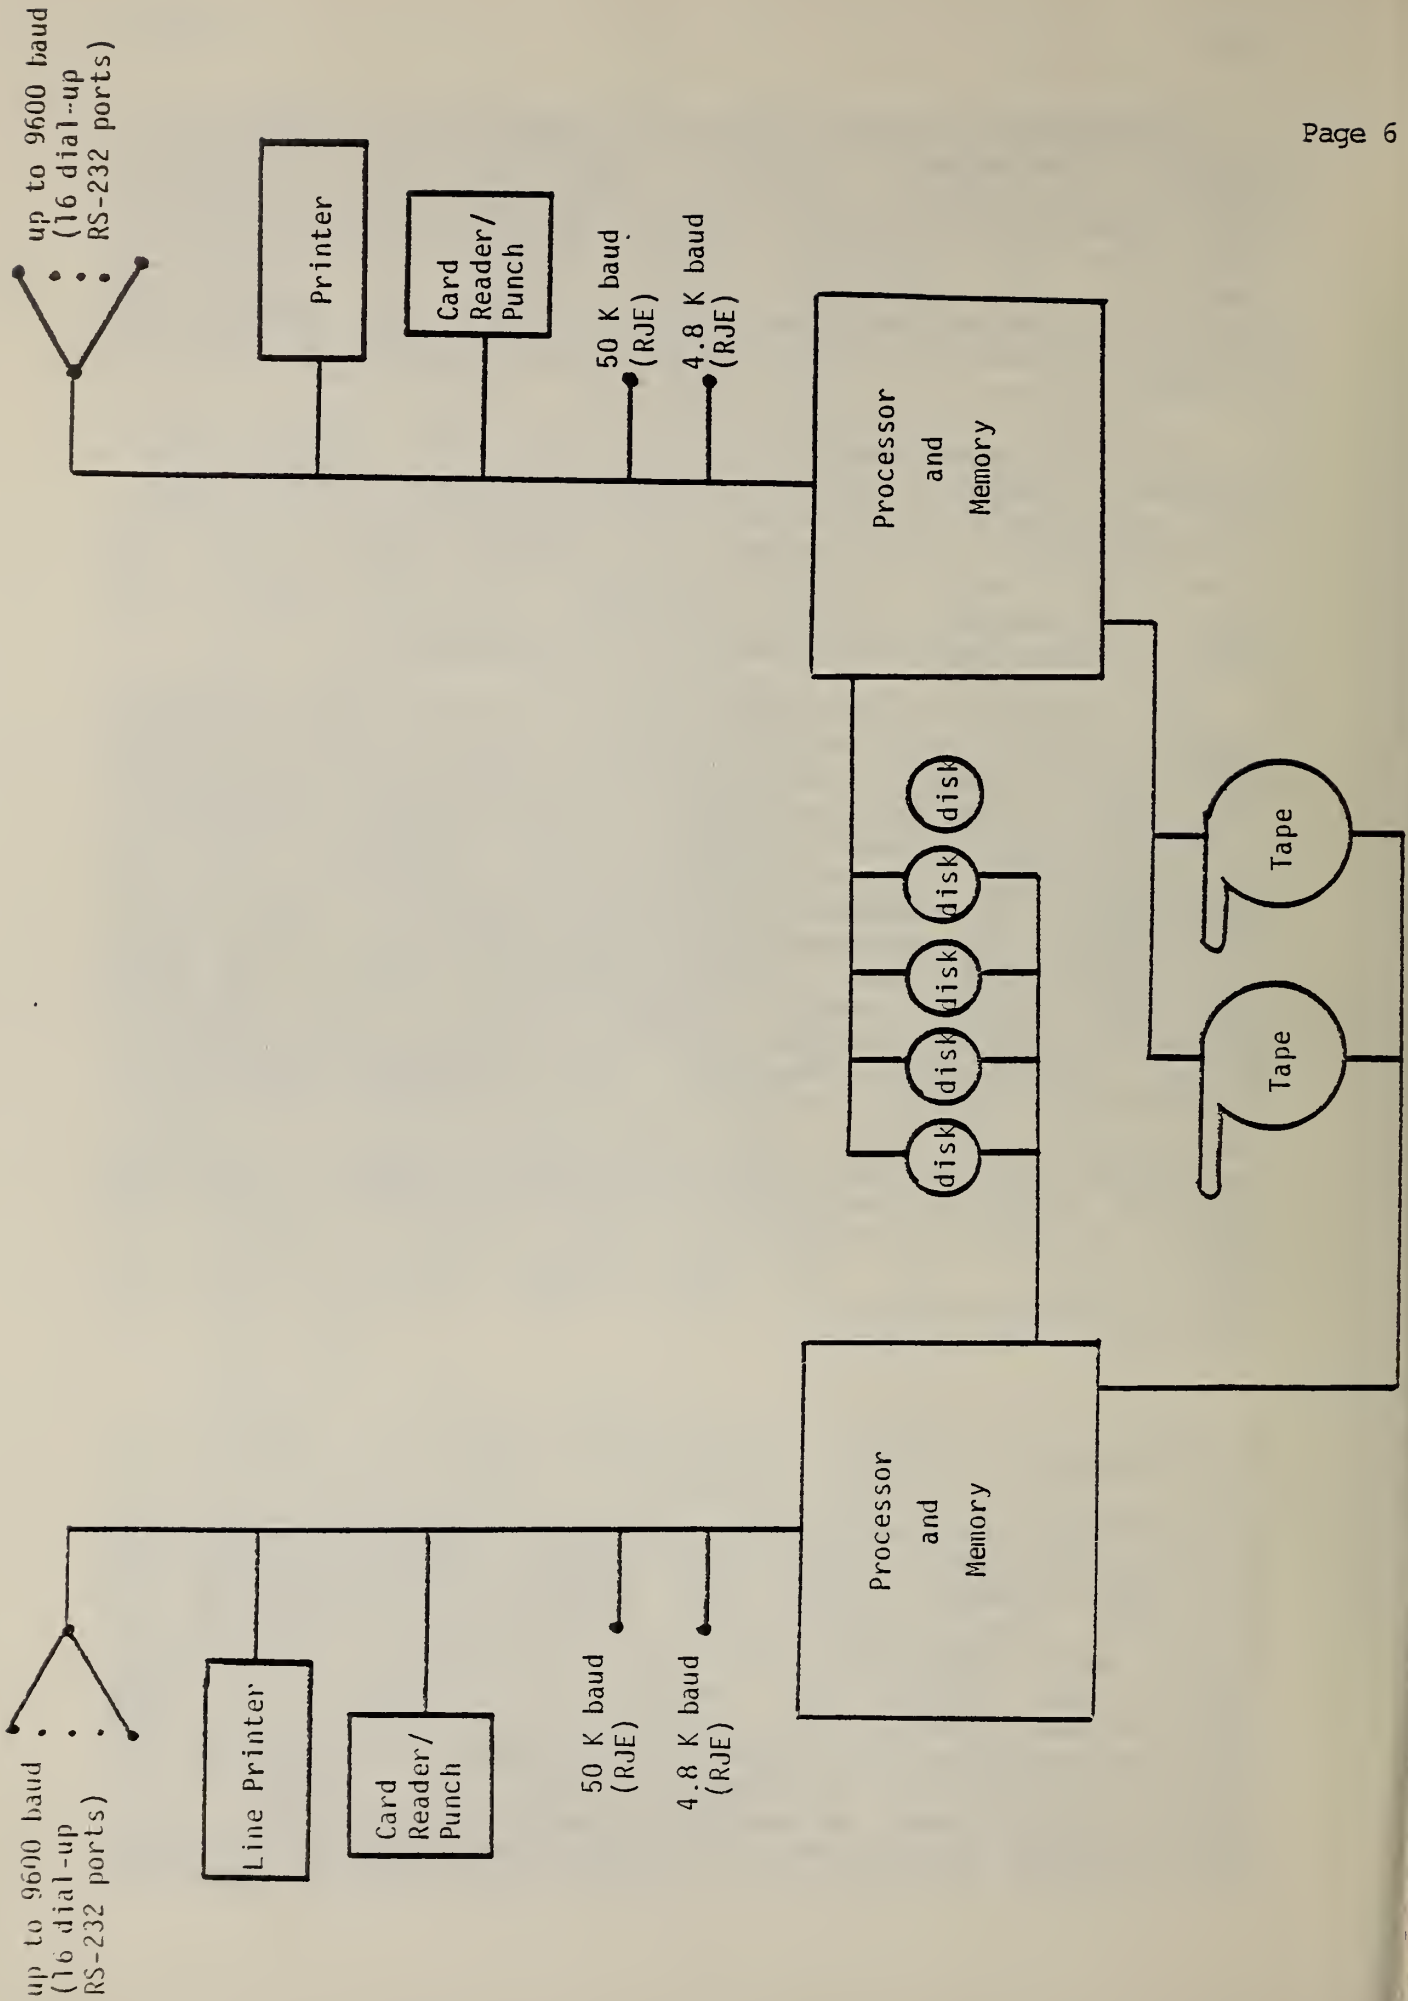 Page 6
up to 9600 baud
(16 dial-up
RS-232 ports)
Line Printer
Card
Reader/
Punch
50 K baud
(RJE)
4.8 K baud
(RJE)
Processor
and
Memory
up to 9600 baud
(16 dial-up
RS-232 ports)
Printer
Card
Reader/
Punch
50 K baud
(RJE)
4.8 K baud
(RJE)
Processor
and
Memory
disk
disk
disk
disk
disk
Tape
Tape